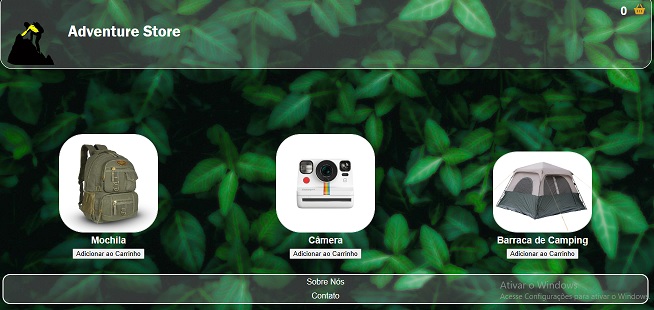 0
Adventure Store
Mochila
Câmera
Barraca de Camping
Adicionar ao Carrinho
Adicionar ao Carrinho
Adicionar ao Carrinho
Sobre Nós
Contato
Ativar o Windows
Acesse Configurações para ativar o Windows.